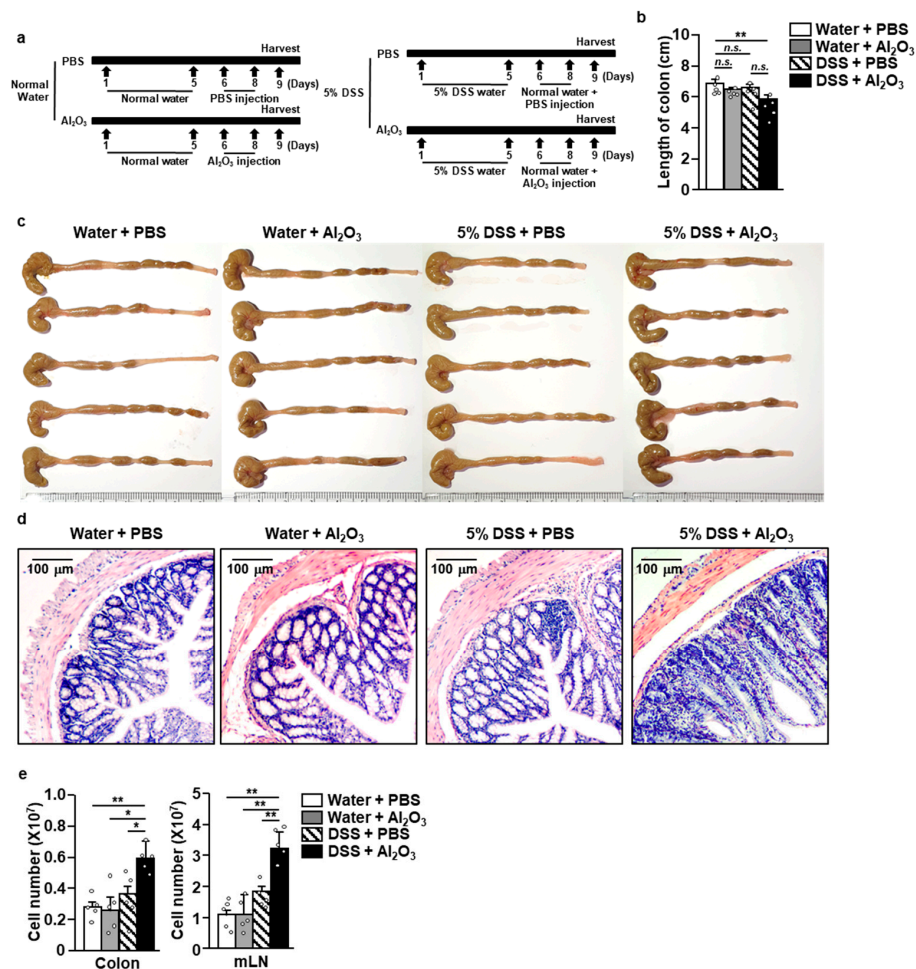 a
Harvest
PBS
1 5 6 8 9 (Days)
Normal water PBS injection
Normal
Water
Harvest
Al₂O₃
1 5 6 8 9 (Days)
Normal water Al₂O₃ injection
Harvest
PBS
1 5 6 8 9 (Days)
5% DSS water Normal water +
PBS injection
5% DSS
Harvest
Al₂O₃
1 5 6 8 9 (Days)
5% DSS water Normal water +
Al₂O₃ injection
b
Length of colon (cm)
10
8
6
4
2
0
**
n.s.
n.s. n.s.
Water + PBS
Water + Al₂O₃
DSS + PBS
DSS + Al₂O₃
c
Water + PBS Water + Al₂O₃ 5% DSS + PBS 5% DSS + Al₂O₃
d
Water + PBS Water + Al₂O₃ 5% DSS + PBS 5% DSS + Al₂O₃
100 μm 100 μm 100 μm 100 μm
e
Cell number (X10⁷)
1.0
0.8
0.6
0.4
0.2
0
**
*
*
Colon
Cell number (X10⁷)
5
4
3
2
1
0
**
**
**
mLN
Water + PBS
Water + Al₂O₃
DSS + PBS
DSS + Al₂O₃